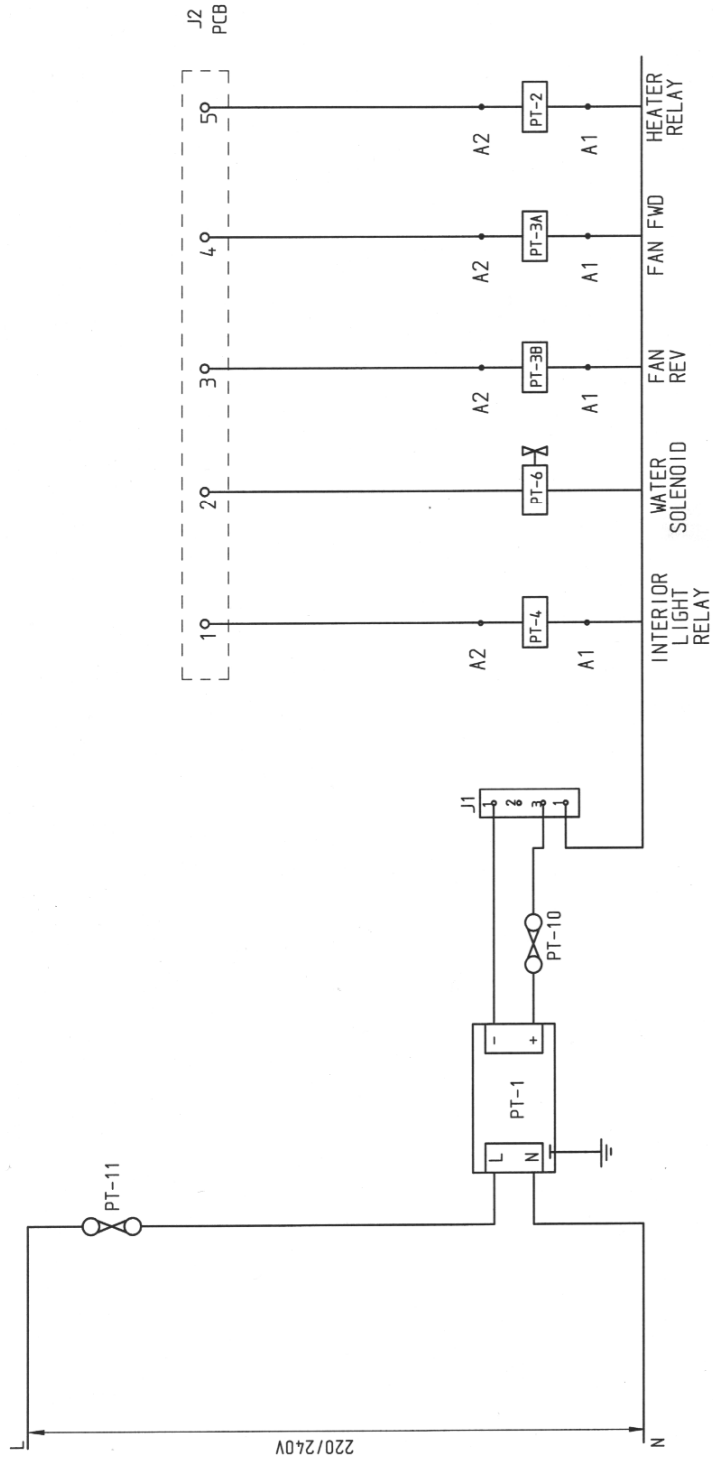 J2
PCB
1
2
3
4
5
A2
A2
A2
A2
A2
PT-4
PT-6
PT-3B
PT-3A
PT-2
A1
A1
A1
A1
INTERIOR
LIGHT
RELAY
WATER
SOLENOID
FAN
REV
FAN FWD
HEATER
RELAY
L
PT-11
220/240V
N
L
N
PT-1
-
+
PT-10
J1
1
2
3
1